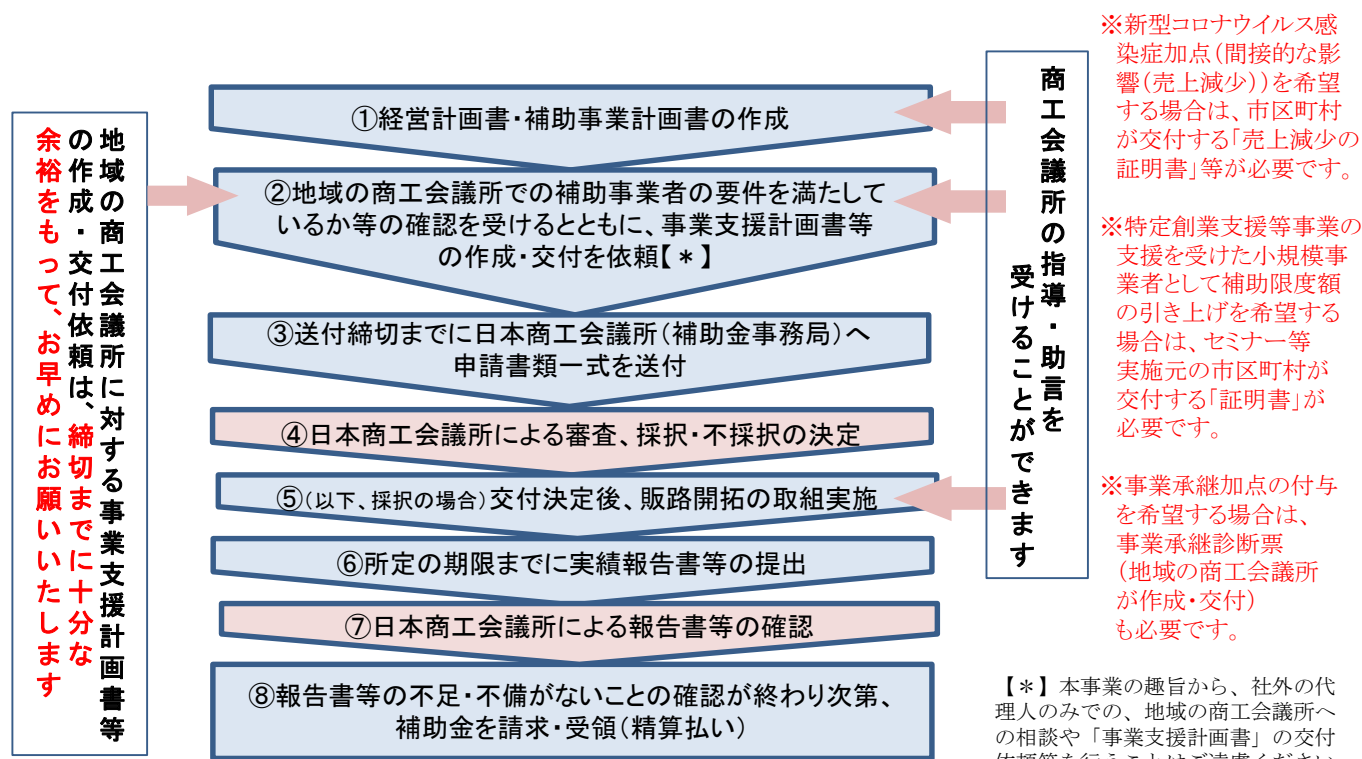 地域の商工会議所に対する事業支援計画書等
の作成・交付依頼は、締切までに十分な
余裕をもって、お早めにお願いいたします
①経営計画書・補助事業計画書の作成
②地域の商工会議所での補助事業者の要件を満たして
いるか等の確認を受けるとともに、事業支援計画書等
の作成・交付を依頼【＊】
③送付締切までに日本商工会議所（補助金事務局）へ
申請書類一式を送付
④日本商工会議所による審査、採択・不採択の決定
⑤（以下、採択の場合）交付決定後、販路開拓の取組実施
⑥所定の期限までに実績報告書等の提出
⑦日本商工会議所による報告書等の確認
⑧報告書等の不足・不備がないことの確認が終わり次第、
補助金を請求・受領（精算払い）
商工会議所の指導・助言を
受けることができます
※新型コロナウイルス感
染症加点（間接的な影
響（売上減少））を希望
する場合は、市区町村
が交付する「売上減少の
証明書」等が必要です。
※特定創業支援等事業の
支援を受けた小規模事
業者として補助限度額
の引き上げを希望する
場合は、セミナー等
実施元の市区町村が
交付する「証明書」が
必要です。
※事業承継加点の付与
を希望する場合は、
事業承継診断票
（地域の商工会議所
が作成・交付）
も必要です。
【＊】本事業の趣旨から、社外の代
理人のみでの、地域の商工会議所へ
の相談や「事業支援計画書」の交付
依頼等を行うことはご遠慮ください